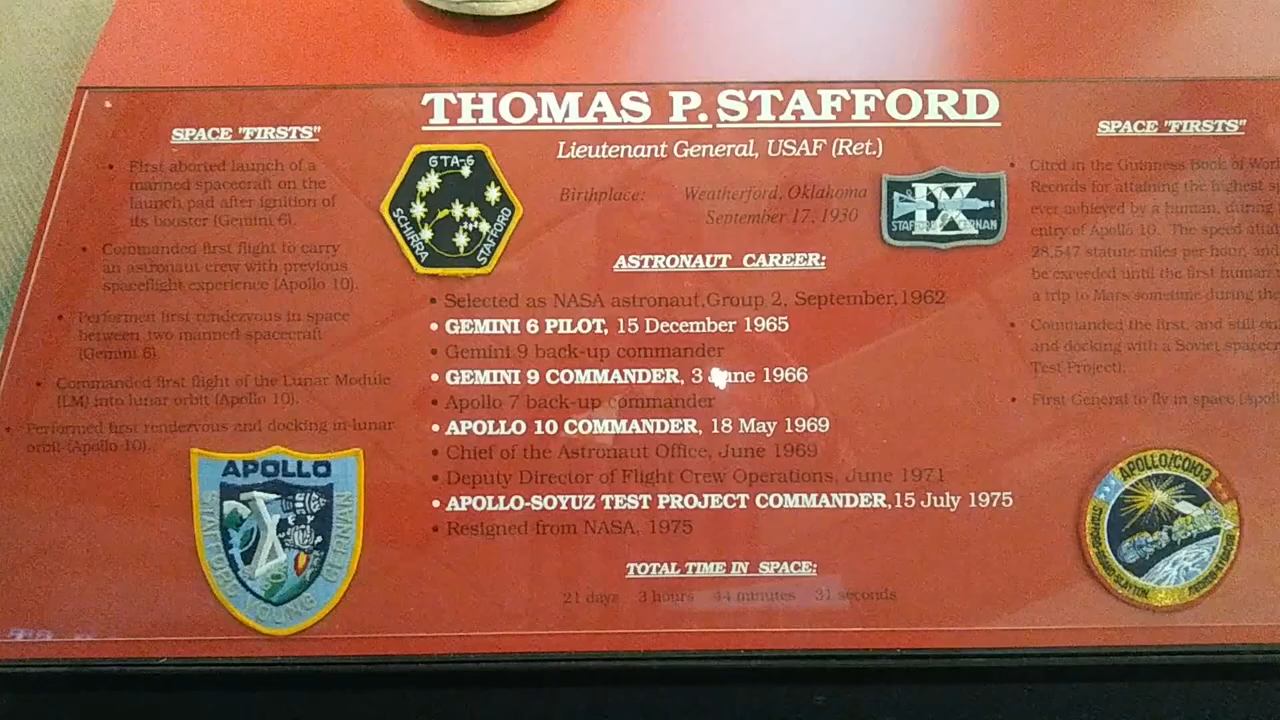 THOMAS P. STAFFORD
Lieutenant General, USAF (Ret.)
Birthplace: Weatherford, Oklahoma
September 17, 1930
SPACE "FIRSTS"
• First aborted launch of a
manned spacecraft on the
launch pad after ignition of
its booster (Gemini 6).
• Commanded first flight to carry
an astronaut crew with previous
spaceflight experience (Apollo 10).
• Performed first rendezvous in space
between two manned spacecraft
(Gemini 6).
• Commanded first flight of the Lunar Module
(LM) into lunar orbit (Apollo 10).
• Performed first rendezvous and docking in lunar
orbit (Apollo 10).
GTA-6
SCHIRRA
STAFFORD
IX
STAFFORD CERNAN
ASTRONAUT CAREER:
• Selected as NASA astronaut,Group 2, September,1962
• GEMINI 6 PILOT, 15 December 1965
• Gemini 9 back-up commander
• GEMINI 9 COMMANDER, 3 June 1966
• Apollo 7 back-up commander
• APOLLO 10 COMMANDER, 18 May 1969
• Chief of the Astronaut Office, June 1969
• Deputy Director of Flight Crew Operations, June 1971
• APOLLO-SOYUZ TEST PROJECT COMMANDER,15 July 1975
• Resigned from NASA, 1975
TOTAL TIME IN SPACE:
21 days 3 hours 44 minutes 31 seconds
SPACE "FIRSTS"
• Cited in the Guinness Book of Worl
Records for attaining the highest s
ever achieved by a human, during
entry of Apollo 10. The speed attai
28,547 statute miles per hour, and
be exceeded until the first human
a trip to Mars sometime during the
• Commanded the first, and still on
and docking with a Soviet spacecr
Test Project).
• First General to fly in space (Apoll
APOLLO
X
STAFFORD YOUNG CERNAN
APOLLO/СОЮЗ